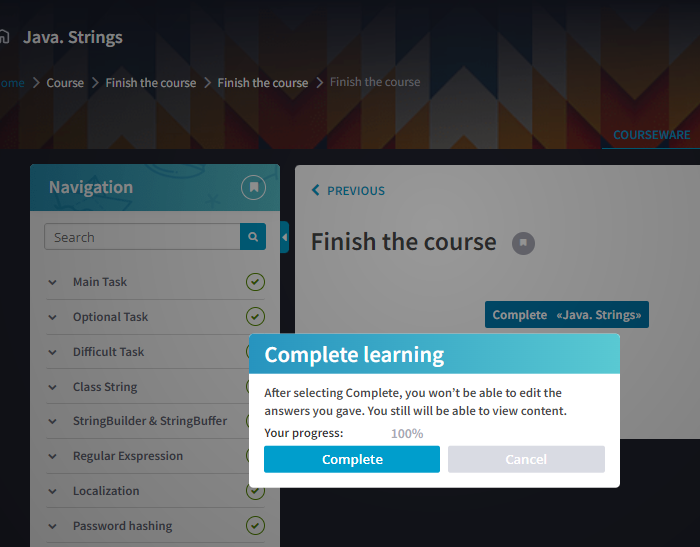 Java. Strings
ome > Course > Finish the course > Finish the course > Finish the course
COURSEWARE
Navigation
Search
Main Task
Optional Task
Difficult Task
Class String
StringBuilder & StringBuffer
Regular Exspression
Localization
Password hashing
PREVIOUS
Finish the course
Complete «Java. Strings»
Complete learning
After selecting Complete, you won't be able to edit the
answers you gave. You still will be able to view content.
Your progress: 100%
Complete Cancel